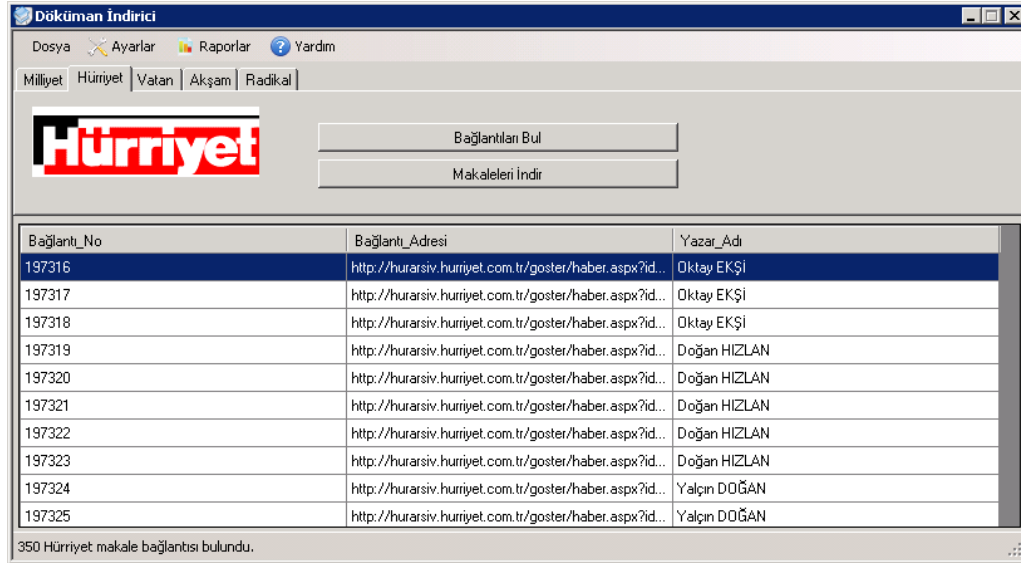 Döküman İndirici
Dosya Ayarlar Raporlar Yardım
Milliyet Hürriyet Vatan Akşam Radikal
Hürriyet
Bağlantıları Bul
Makaleleri İndir
Bağlantı_No Bağlantı_Adresi Yazar_Adı
197316 http://hurarsiv.hurriyet.com.tr/goster/haber.aspx?id... Oktay EKŞİ
197317 http://hurarsiv.hurriyet.com.tr/goster/haber.aspx?id... Oktay EKŞİ
197318 http://hurarsiv.hurriyet.com.tr/goster/haber.aspx?id... Oktay EKŞİ
197319 http://hurarsiv.hurriyet.com.tr/goster/haber.aspx?id... Doğan HIZLAN
197320 http://hurarsiv.hurriyet.com.tr/goster/haber.aspx?id... Doğan HIZLAN
197321 http://hurarsiv.hurriyet.com.tr/goster/haber.aspx?id... Doğan HIZLAN
197322 http://hurarsiv.hurriyet.com.tr/goster/haber.aspx?id... Doğan HIZLAN
197323 http://hurarsiv.hurriyet.com.tr/goster/haber.aspx?id... Doğan HIZLAN
197324 http://hurarsiv.hurriyet.com.tr/goster/haber.aspx?id... Yalçın DOĞAN
197325 http://hurarsiv.hurriyet.com.tr/goster/haber.aspx?id... Yalçın DOĞAN
350 Hürriyet makale bağlantısı bulundu.